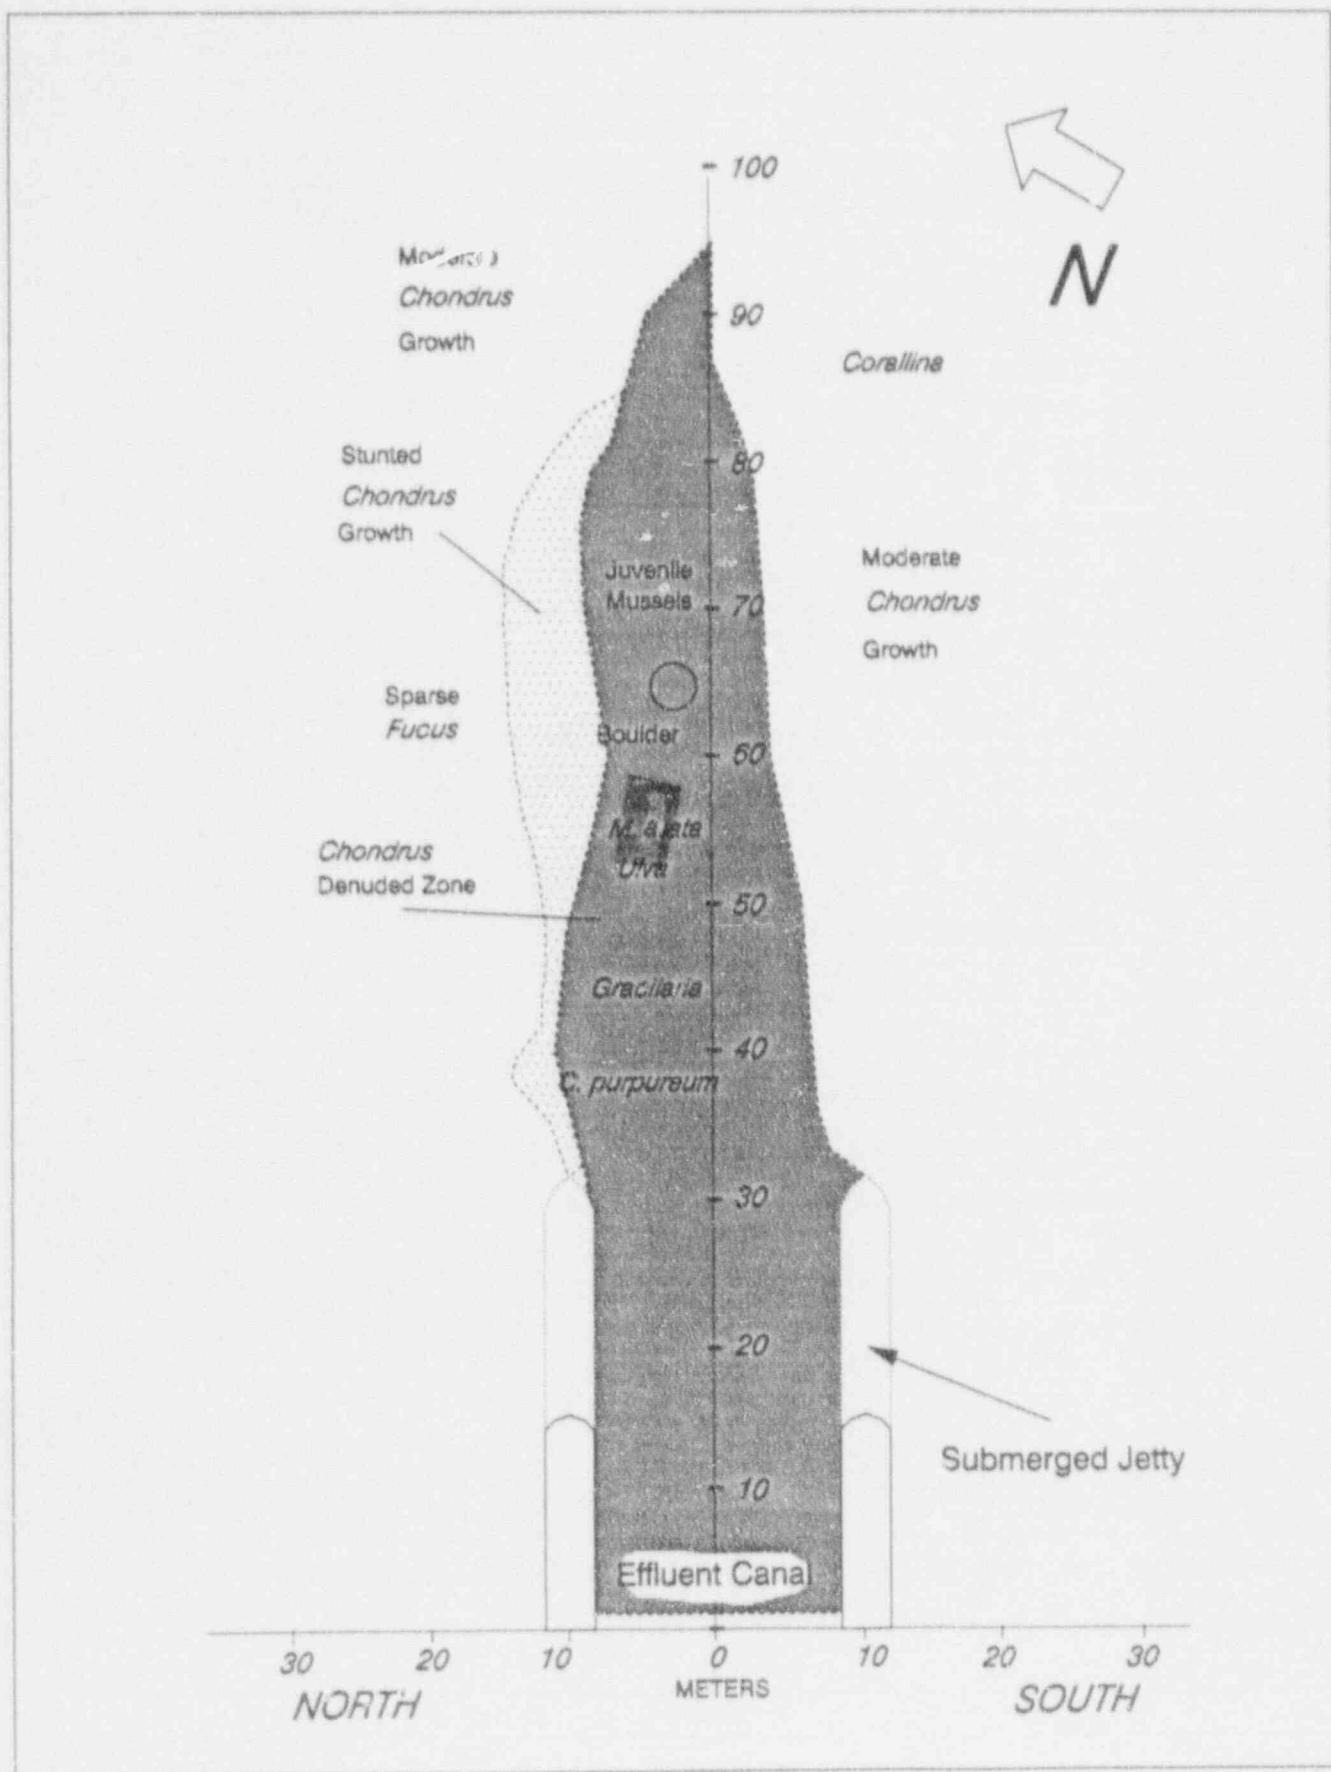 100
N
Moderate
Chondrus
Growth
90
Corallina
Stunted
Chondrus
Growth
80
Juvenile
Mussels
70
Moderate
Chondrus
Growth
Sparse
Fucus
Boulder
60
Ulva
Chondrus
Denuded Zone
50
Gracilaria
40
C. purpureum
30
20
Submerged Jetty
10
Effluent Canal
30 20 10 0 10 20 30
METERS
NORTH
SOUTH